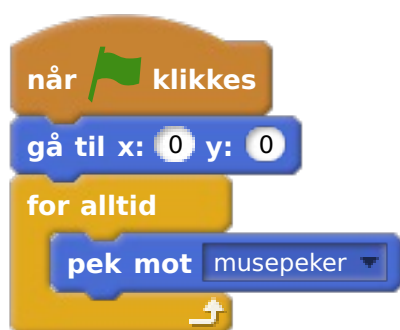 når klikkes
gå til x: 0 y: 0
for alltid
pek mot musepeker